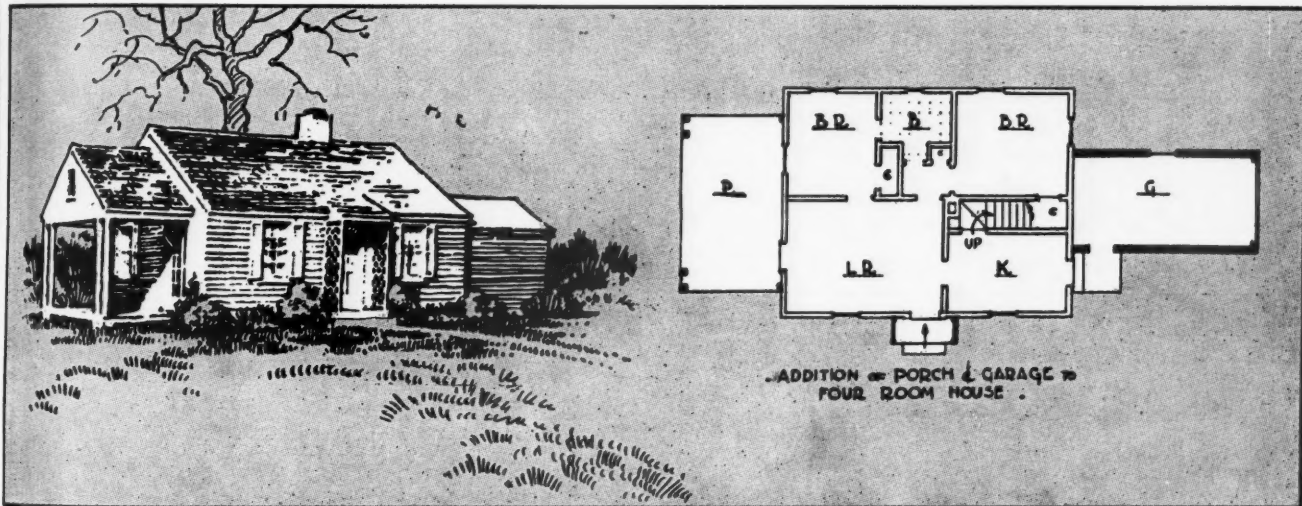 B.R.
B.
B.R.
C
C
P.
G.
C
UP
L.R.
K.
.ADDITION OF PORCH & GARAGE TO
FOUR ROOM HOUSE .